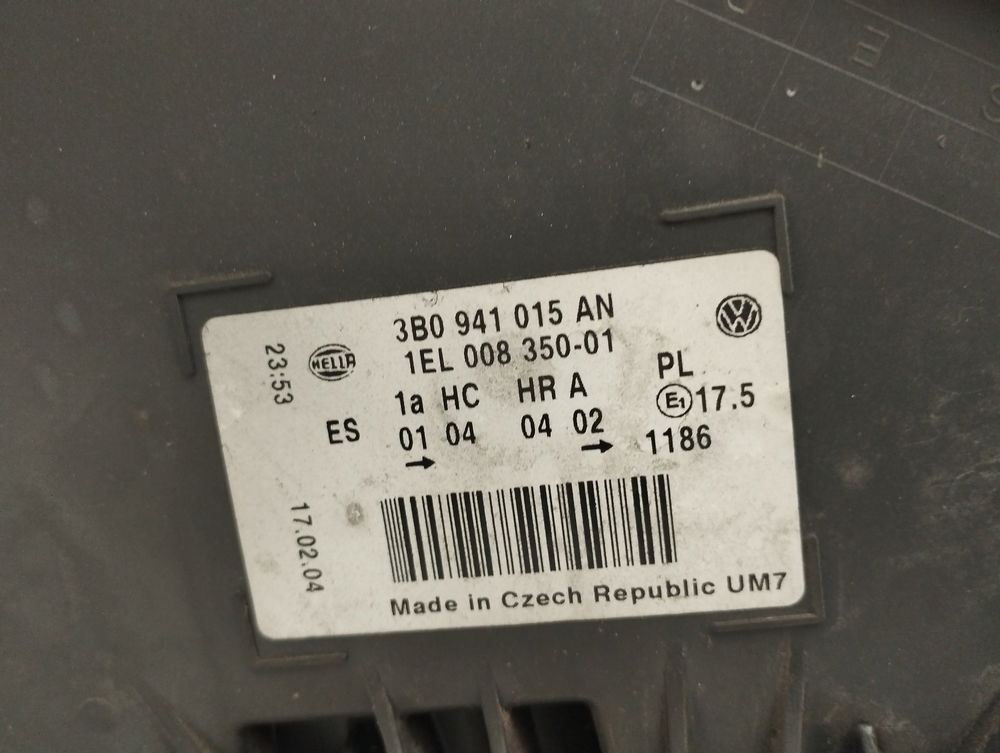 3B0 941 015 AN
1EL 008 350-01
23:53
HELLA
1a HC HR A
PL
ES
01 04 04 02
E1 17.5
→ →
1186
17.02.04
Made in Czech Republic UM7